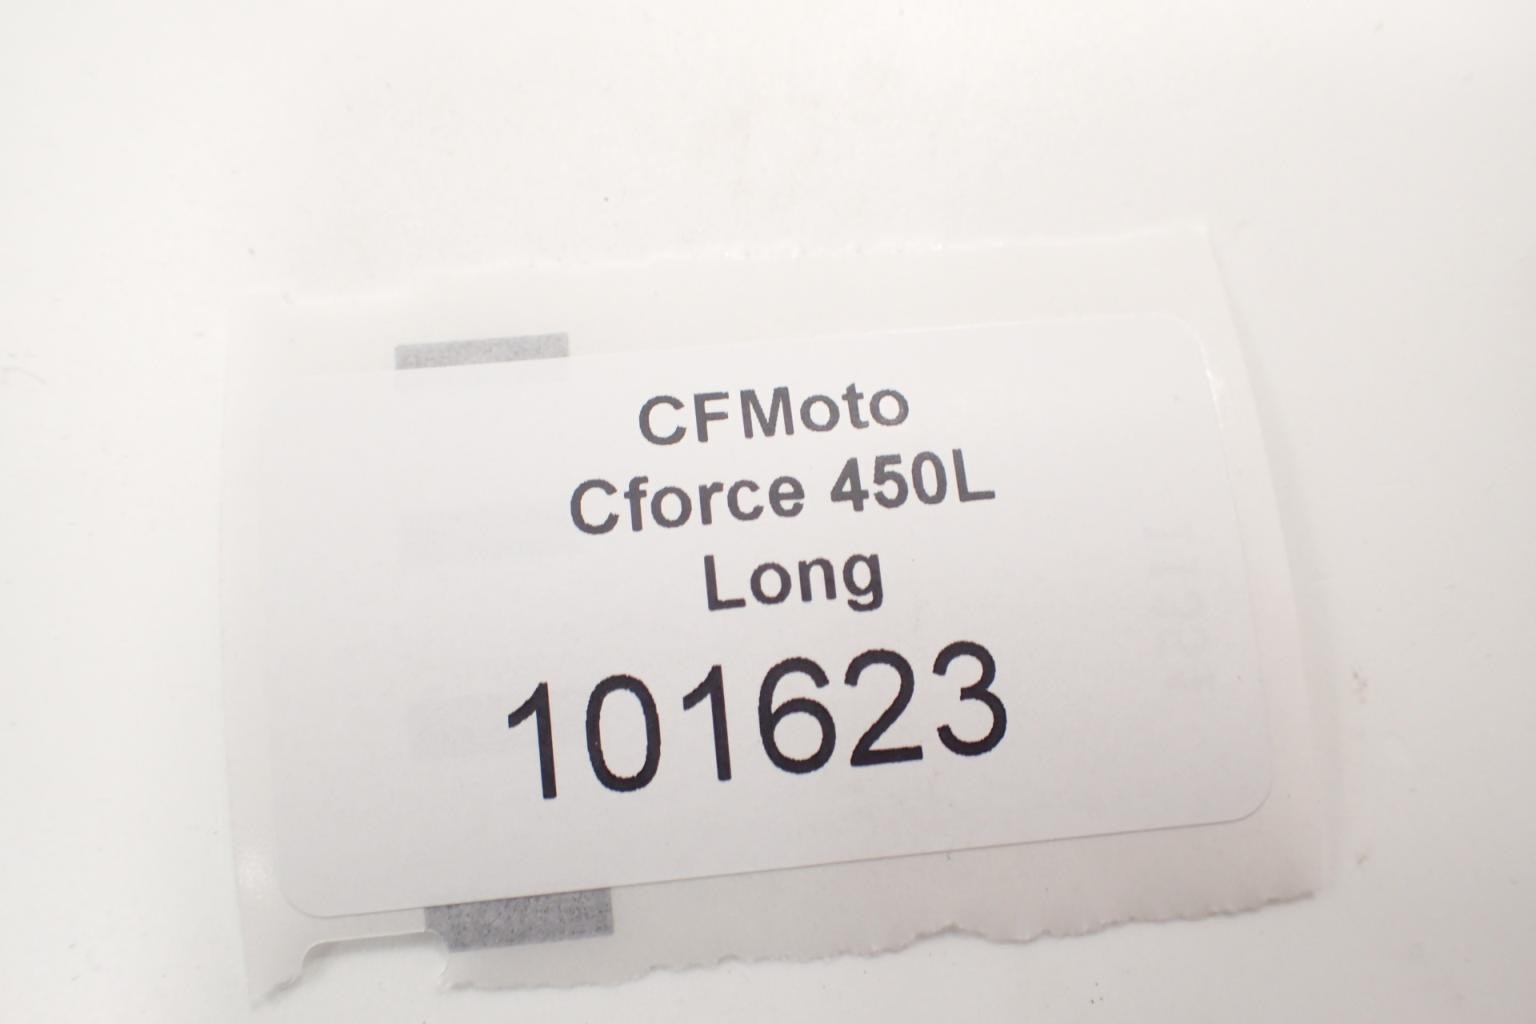 CFMoto
Cforce 450L
Long
101623